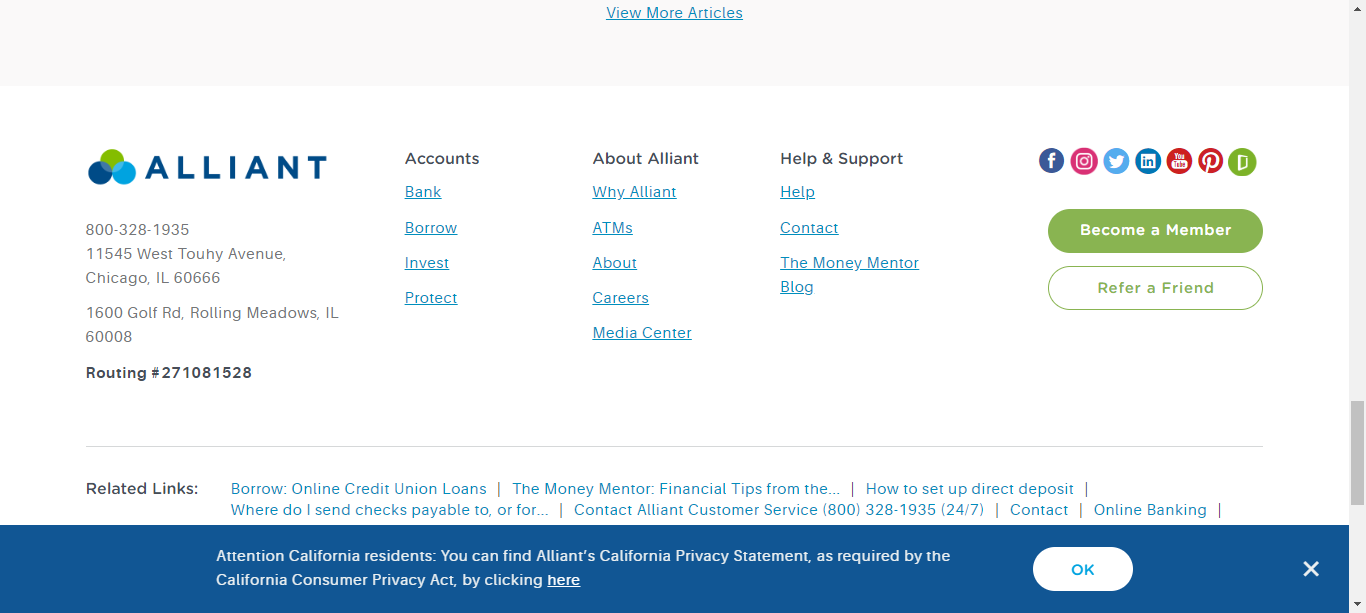 View More Articles
ALLIANT
800-328-1935
11545 West Touhy Avenue,
Chicago, IL 60666
1600 Golf Rd, Rolling Meadows, IL
60008
Routing #271081528
Accounts
Bank
Borrow
Invest
Protect
About Alliant
Why Alliant
ATMs
About
Careers
Media Center
Help & Support
Help
Contact
The Money Mentor
Blog
You Tube
Become a Member
Refer a Friend
Related Links: Borrow: Online Credit Union Loans | The Money Mentor: Financial Tips from the... | How to set up direct deposit |
Where do I send checks payable to, or for... | Contact Alliant Customer Service (800) 328-1935 (24/7) | Contact | Online Banking |
Attention California residents: You can find Alliant's California Privacy Statement, as required by the
California Consumer Privacy Act, by clicking here
OK